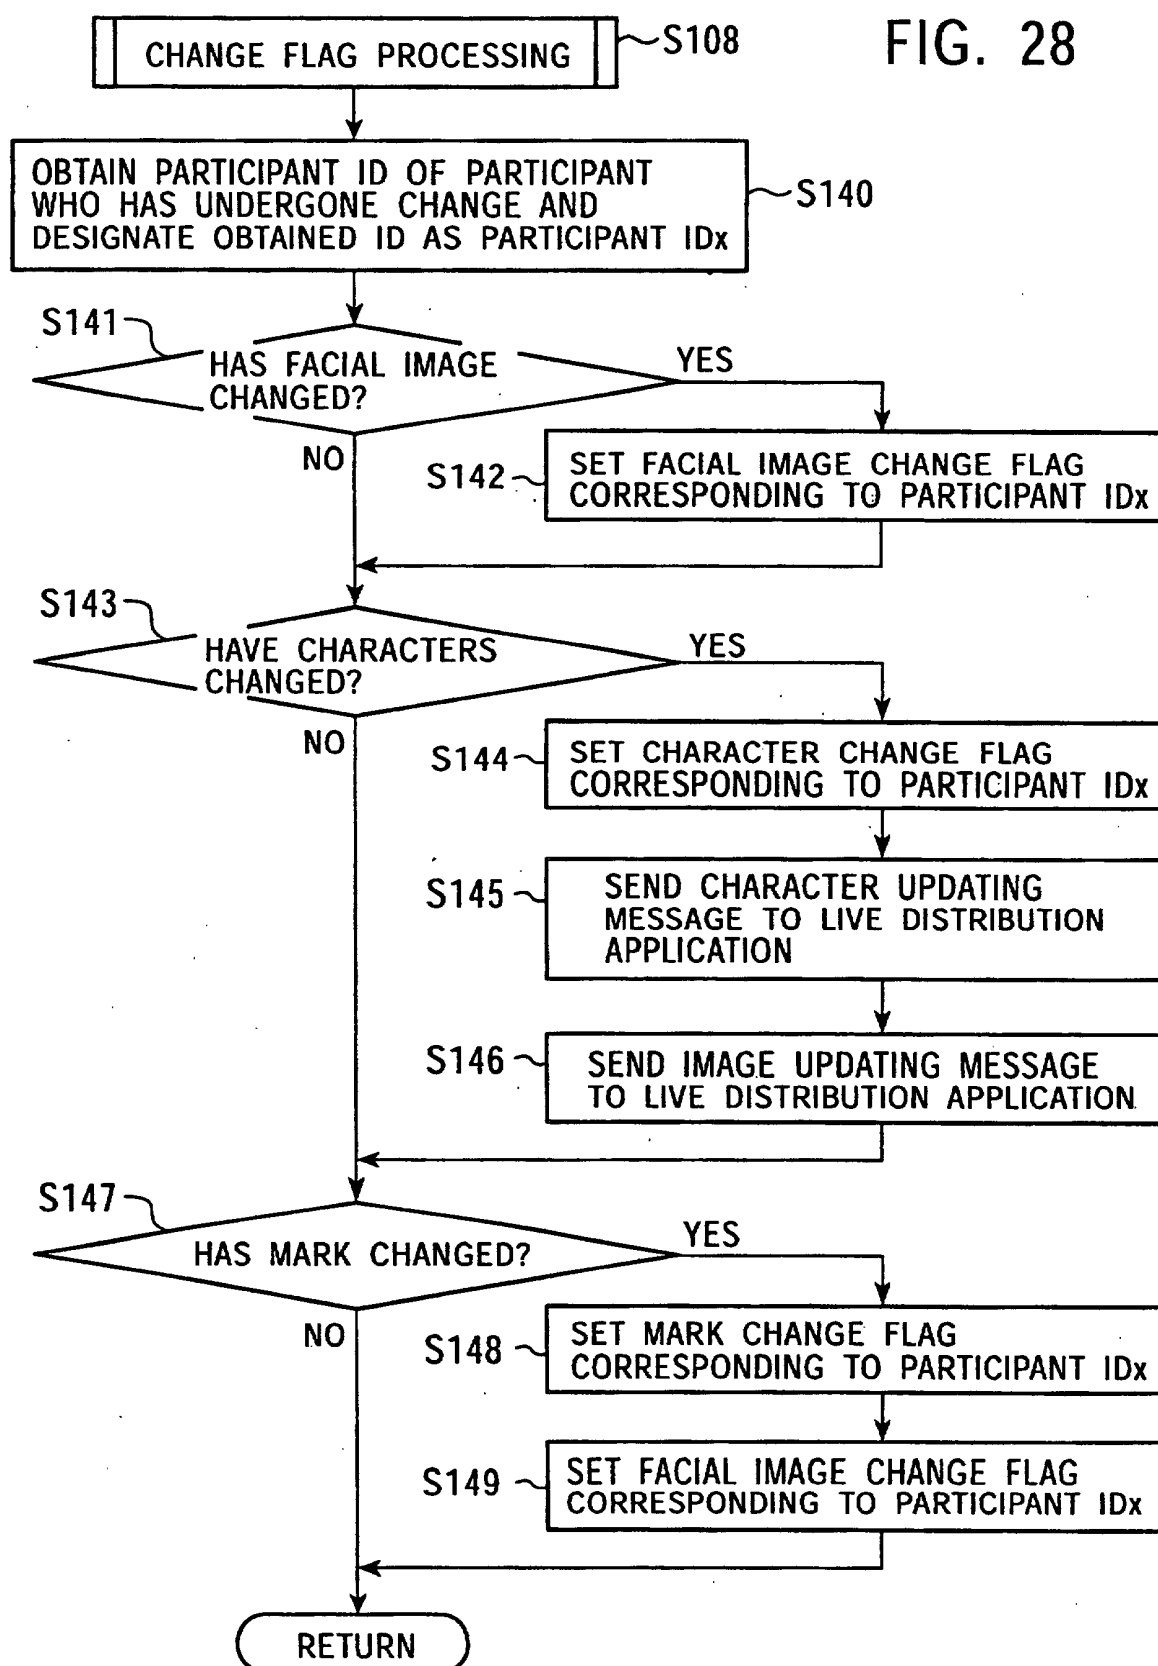 FIG. 28
CHANGE FLAG PROCESSING
S108
OBTAIN PARTICIPANT ID OF PARTICIPANT
WHO HAS UNDERGONE CHANGE AND
DESIGNATE OBTAINED ID AS PARTICIPANT IDx
S140
S141
HAS FACIAL IMAGE
CHANGED?
YES
NO
S142
SET FACIAL IMAGE CHANGE FLAG
CORRESPONDING TO PARTICIPANT IDx
S143
HAVE CHARACTERS
CHANGED?
YES
NO
S144
SET CHARACTER CHANGE FLAG
CORRESPONDING TO PARTICIPANT IDx
S145
SEND CHARACTER UPDATING
MESSAGE TO LIVE DISTRIBUTION
APPLICATION
S146
SEND IMAGE UPDATING MESSAGE
TO LIVE DISTRIBUTION APPLICATION
S147
HAS MARK CHANGED?
YES
NO
S148
SET MARK CHANGE FLAG
CORRESPONDING TO PARTICIPANT IDx
S149
SET FACIAL IMAGE CHANGE FLAG
CORRESPONDING TO PARTICIPANT IDx
RETURN